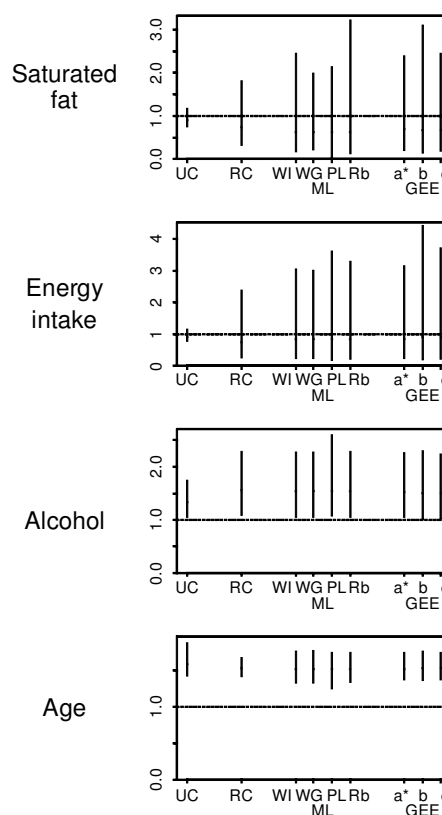 Saturated
fat
0.0 1.0 2.0 3.0
UC RC WI WG PL Rb a* b
ML GEE
Energy
intake
0 1 2 3 4
UC RC WI WG PL Rb a* b
ML GEE
Alcohol
0.0 1.0 2.0
UC RC WI WG PL Rb a* b
ML GEE
Age
0.0 1.0
UC RC WI WG PL Rb a* b
ML GEE